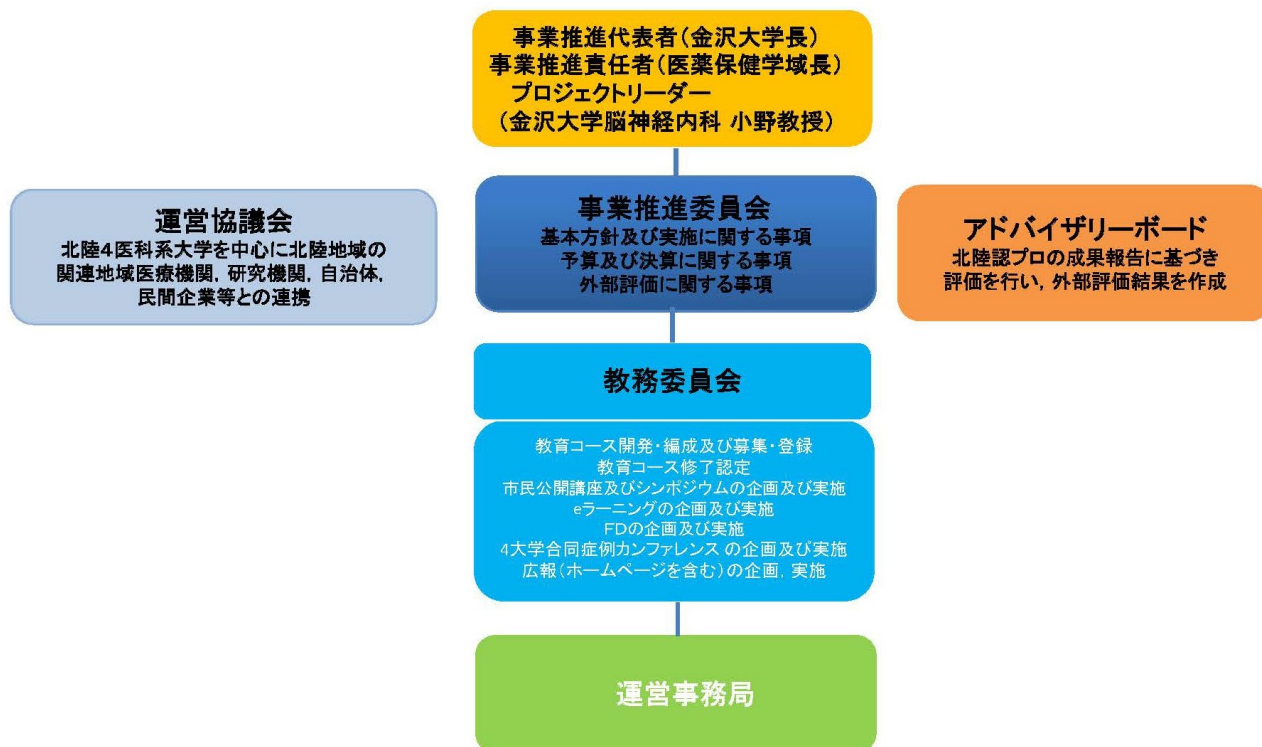 事業推進代表者(金沢大学長)
事業推進責任者(医薬保健学域長)
プロジェクトリーダー
(金沢大学脳神経内科 小野教授)
運営協議会
北陸4医科系大学を中心に北陸地域の
関連地域医療機関, 研究機関, 自治体,
民間企業等との連携
事業推進委員会
基本方針及び実施に関する事項
予算及び決算に関する事項
外部評価に関する事項
アドバイザリーボード
北陸認プロの成果報告に基づき
評価を行い, 外部評価結果を作成
教務委員会
教育コース開発・編成及び募集・登録
教育コース修了認定
市民公開講座及びシンポジウムの企画及び実施
eラーニングの企画及び実施
FDの企画及び実施
4大学合同症例カンファレンス の企画及び実施
広報(ホームページを含む)の企画, 実施
運営事務局